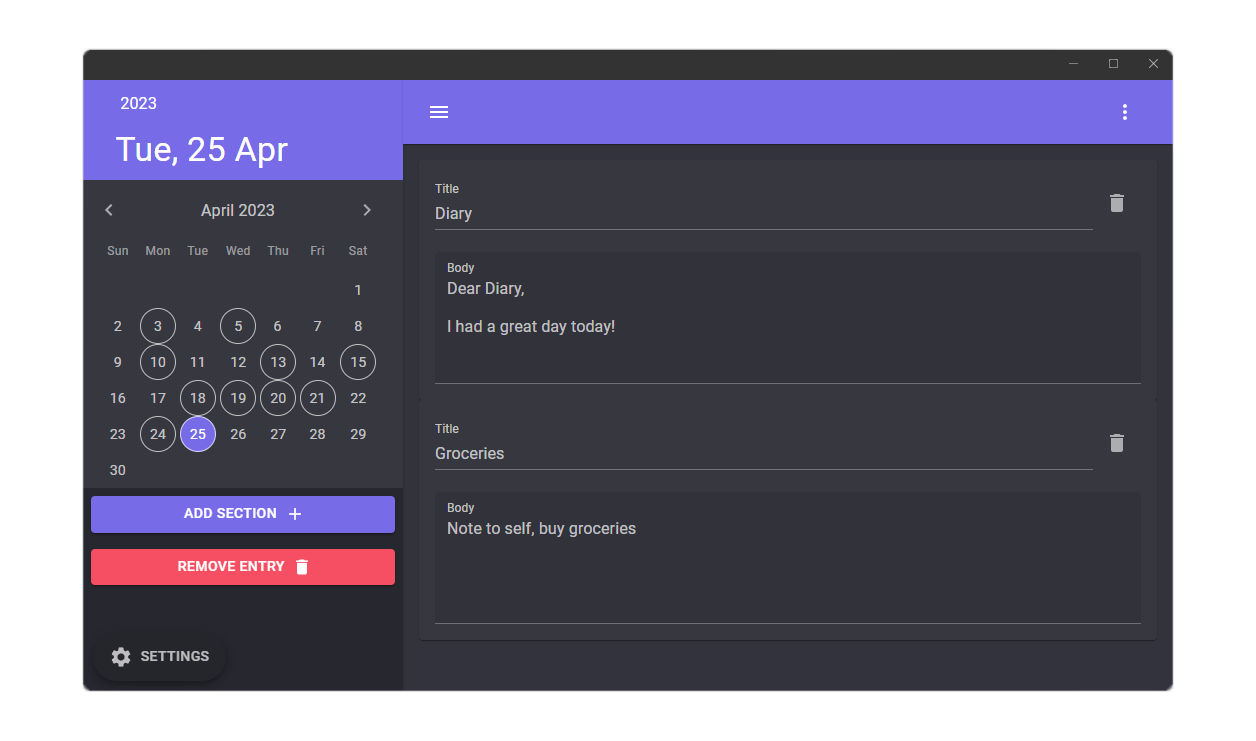 2023
Tue, 25 Apr
April 2023
Sun Mon Tue Wed Thu Fri Sat
1
2 3 4 5 6 7 8
9 10 11 12 13 14 15
16 17 18 19 20 21 22
23 24 25 26 27 28 29
30
ADD SECTION
REMOVE ENTRY
SETTINGS
Title
Diary
Body
Dear Diary,
I had a great day today!
Title
Groceries
Body
Note to self, buy groceries